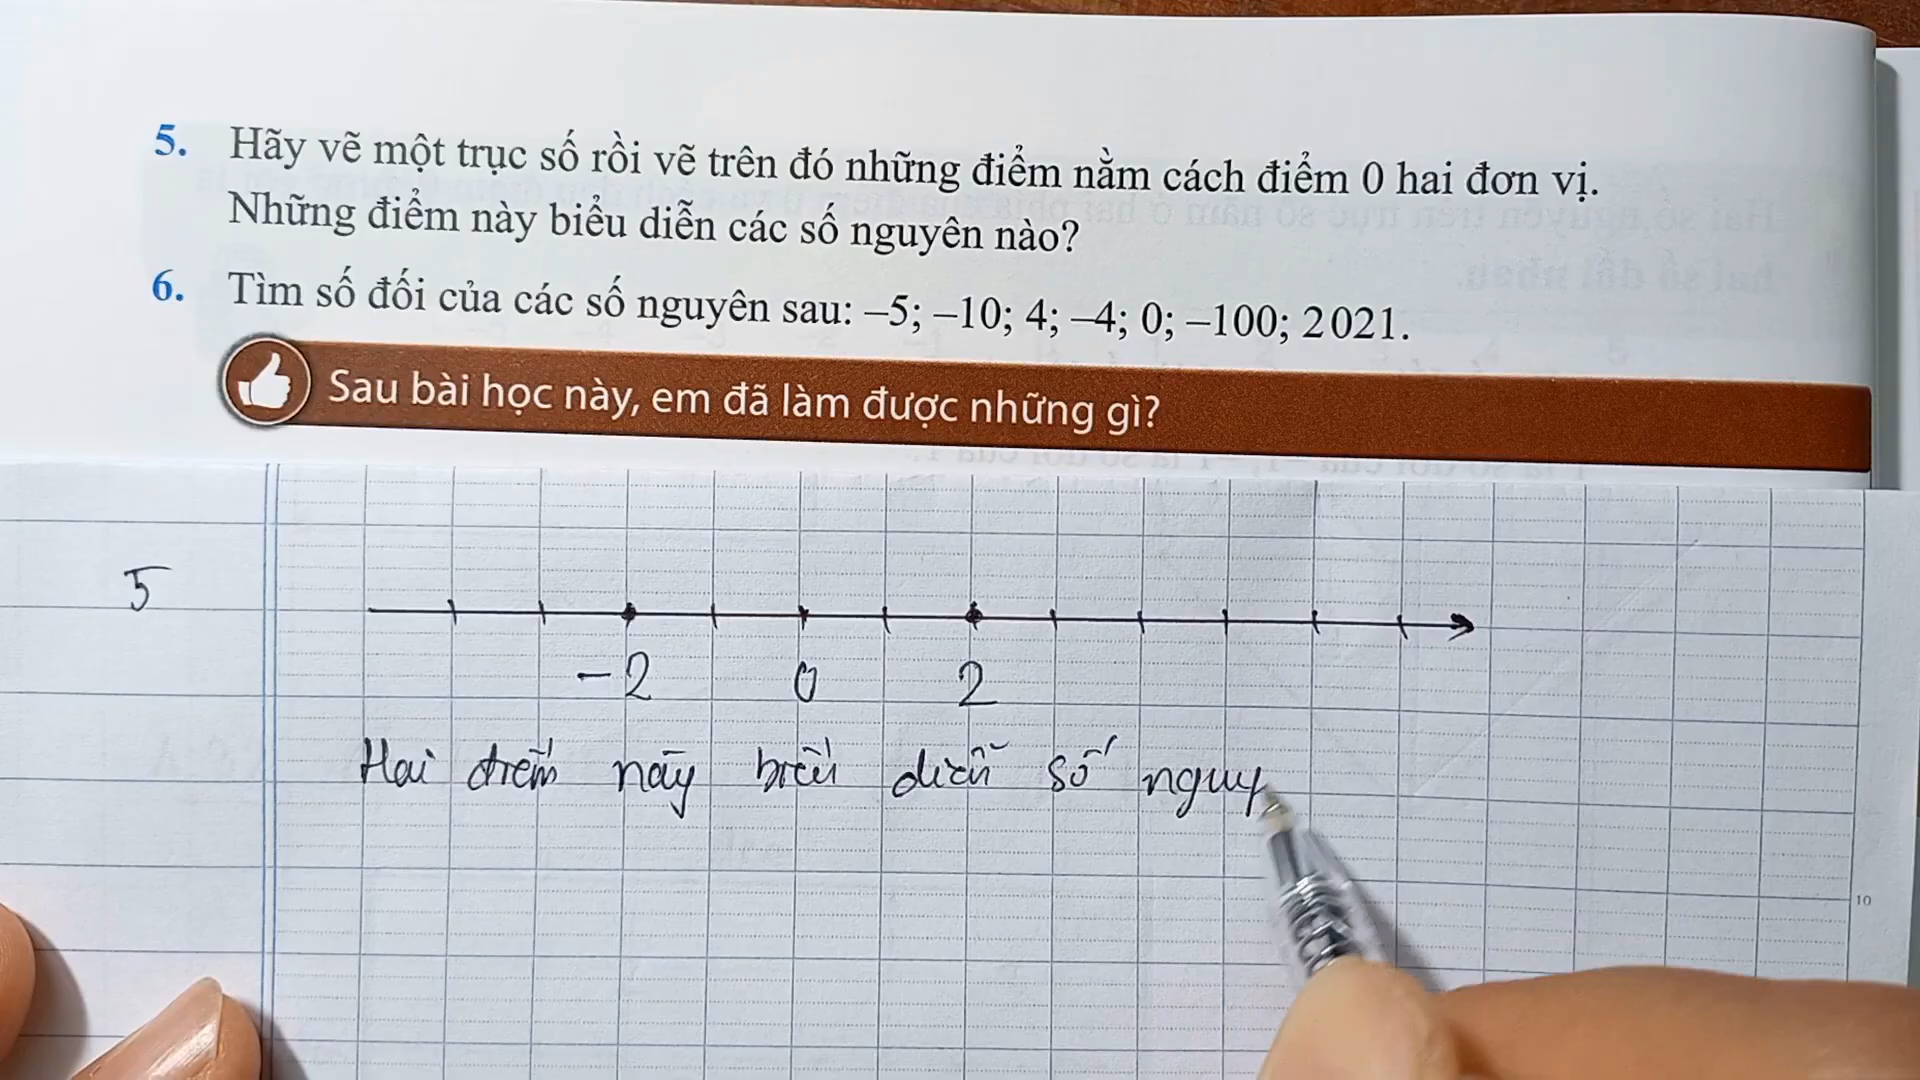 5. Hãy vẽ một trục số rồi vẽ trên đó những điểm nằm cách điểm 0 hai đơn vị.
Những điểm này biểu diễn các số nguyên nào?
6. Tìm số đối của các số nguyên sau: –5; –10; 4; –4; 0; –100; 2021.
Sau bài học này, em đã làm được những gì?
5
-2 0 2
Hai điểm này biểu diễn số nguy
10